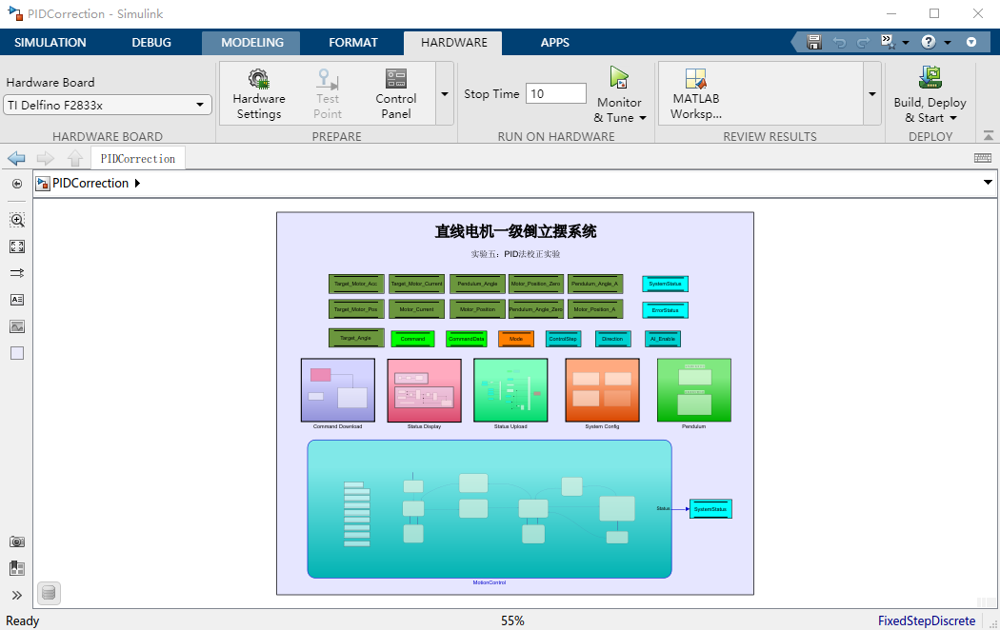 PIDCorrection - Simulink
SIMULATION DEBUG MODELING FORMAT HARDWARE APPS
Hardware Board
TI Delfino F2833x
Hardware
Settings
Test
Point
Control
Panel
Stop Time 10
Monitor
& Tune
MATLAB
Worksp...
Build, Deploy
& Start
HARDWARE BOARD PREPARE RUN ON HARDWARE REVIEW RESULTS DEPLOY
PIDCorrection
PIDCorrection
直线电机一级倒立摆系统
实验五：PID法校正实验
Target_Motor_Acc Target_Motor_Current Pendulum_Angle Motor_Position_Zero Pendulum_Angle_A SystemStatus
Target_Motor_Pos Motor_Current Motor_Position Pendulum_Angle_Zero Motor_Position_A ErrorStatus
Target_Angle Command CommandData Mode ControlStep Direction AI_Enable
Command Download Status Display Status Upload System Config Pendulum
Status SystemStatus
MotionControl
Ready 55% FixedStepDiscrete